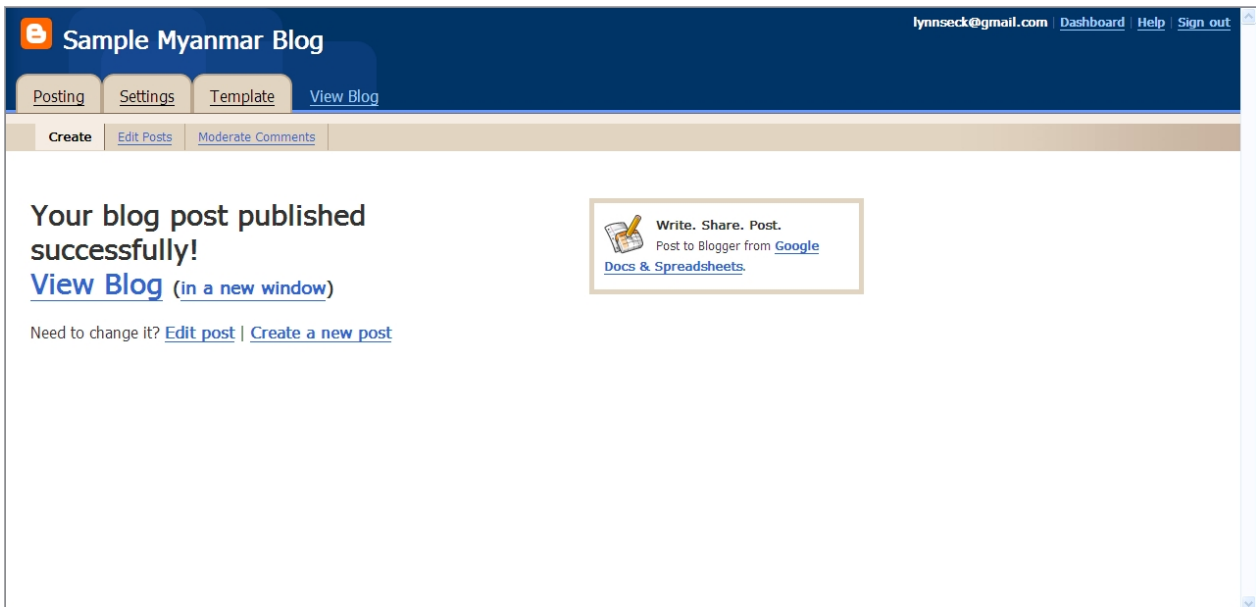 lynnseck@gmail.com | Dashboard | Help | Sign out
Sample Myanmar Blog
Posting Settings Template View Blog
Create Edit Posts Moderate Comments
Your blog post published
successfully!
View Blog (in a new window)
Need to change it? Edit post | Create a new post
Write. Share. Post.
Post to Blogger from Google
Docs & Spreadsheets.